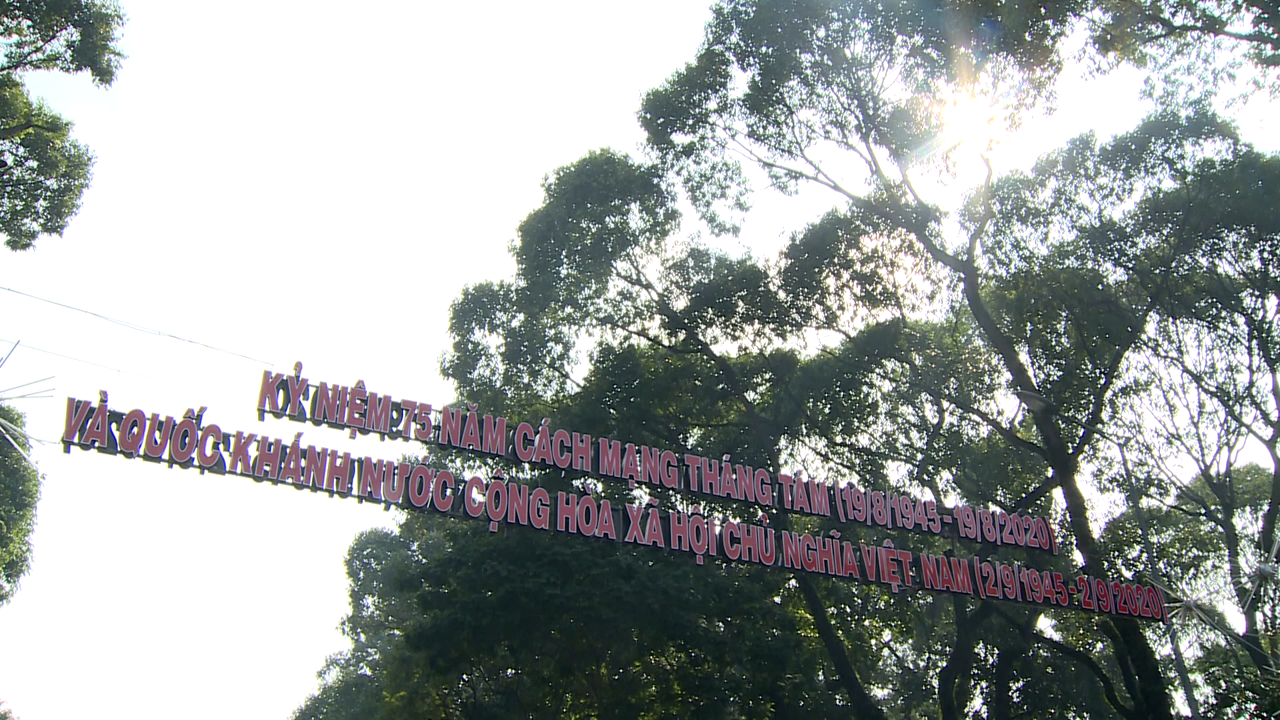 KỶ NIỆM 75 NĂM CÁCH MẠNG THÁNG TÁM (19/8/1945 - 19/8/2020)
VÀ QUỐC KHÁNH NƯỚC CỘNG HÒA XÃ HỘI CHỦ NGHĨA VIỆT NAM (2/9/1945 - 2/9/2020)